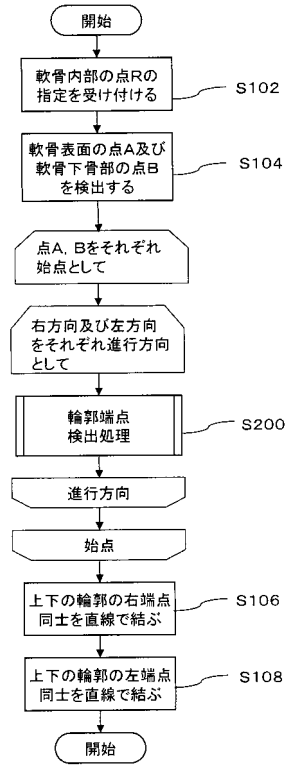 開始
軟骨内部の点Rの
指定を受け付ける
S102
軟骨表面の点A及び
軟骨下骨部の点B
を検出する
S104
点A, Bをそれぞれ
始点として
右方向及び左方向
をそれぞれ進行方向
として
輪郭端点
検出処理
S200
進行方向
始点
上下の輪郭の右端点
同士を直線で結ぶ
S106
上下の輪郭の左端点
同士を直線で結ぶ
S108
開始